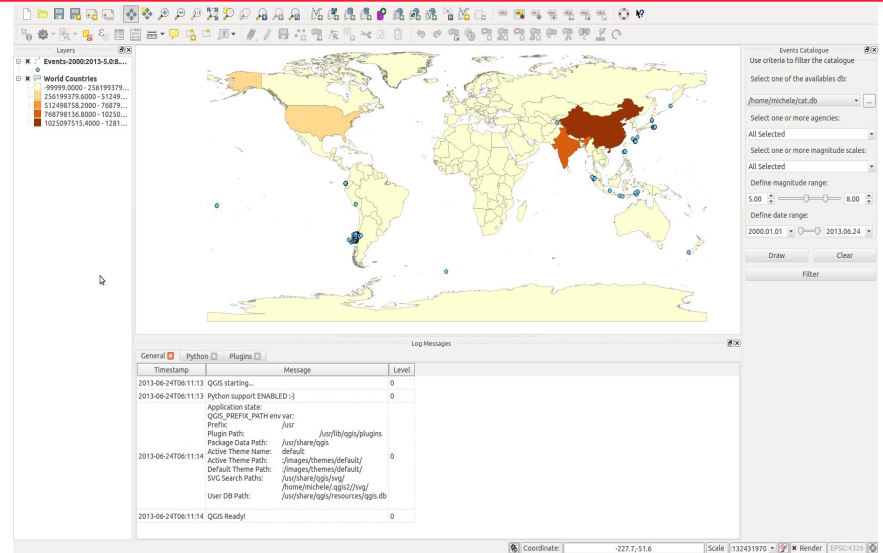 Layers
Events-2000:2013-5.0:8....
World Countries
-99999.0000 - 256199379...
256199379.6000 - 51249...
512498758.2000 - 76879...
768798136.8000 - 10250...
1025097515.4000 - 1281...
Events Catalogue
Use criteria to filter the catalogue
Select one of the availables db:
/home/michele/cat.db
...
Select one or more agencies:
All Selected
Select one or more magnitude scales:
All Selected
Define magnitude range:
5.00
8.00
Define date range:
2000.01.01
2013.06.24
Draw
Clear
Filter
Log Messages
General
Python
Plugins
Timestamp
Message
Level
2013-06-24T06:11:13 QGIS starting... 0
2013-06-24T06:11:13 Python support ENABLED :-) 0
2013-06-24T06:11:14
Application state:
QGIS_PREFIX_PATH env var:
Prefix: /usr
Plugin Path: /usr/lib/qgis/plugins
Package Data Path: /usr/share/qgis
Active Theme Name: default
Active Theme Path: :/images/themes/default/
Default Theme Path: :/images/themes/default/
SVG Search Paths: /usr/share/qgis/svg/
/home/michele/.qgis2//svg/
User DB Path: /usr/share/qgis/resources/qgis.db
0
2013-06-24T06:11:14 QGIS Ready! 0
Coordinate:
-227.7,-51.6
Scale
:132431970
Render
EPSG:4326